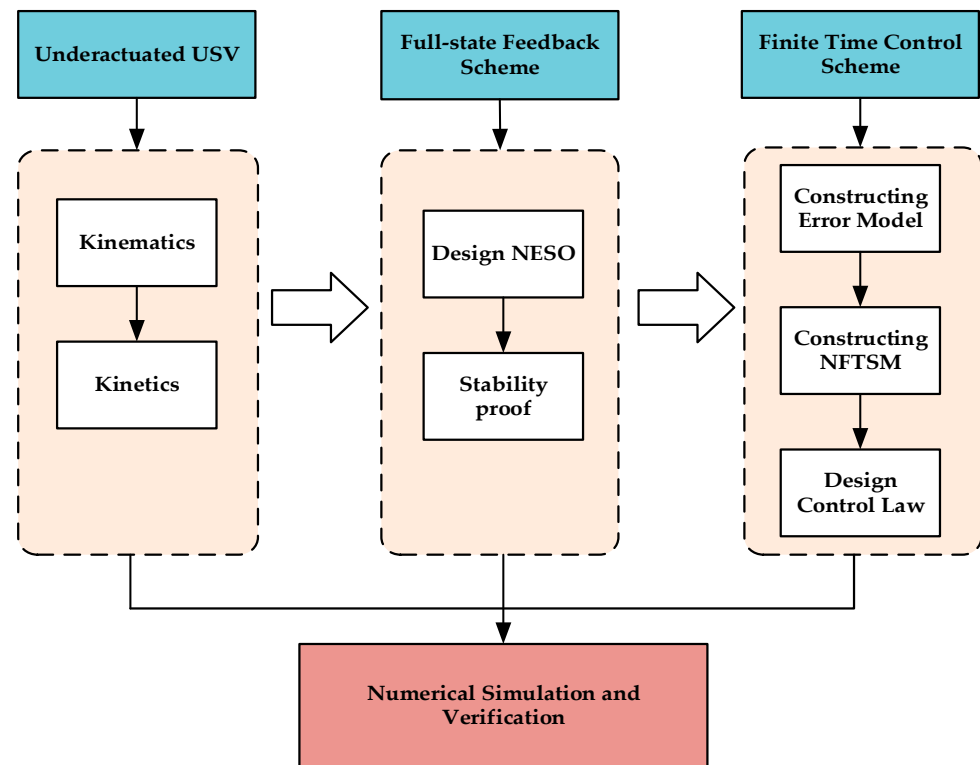 Underactuated USV
Full-state Feedback
Scheme
Finite Time Control
Scheme
Kinematics
Kinetics
Design NESO
Stability
proof
Constructing
Error Model
Constructing
NFTSM
Design
Control Law
Numerical Simulation and
Verification